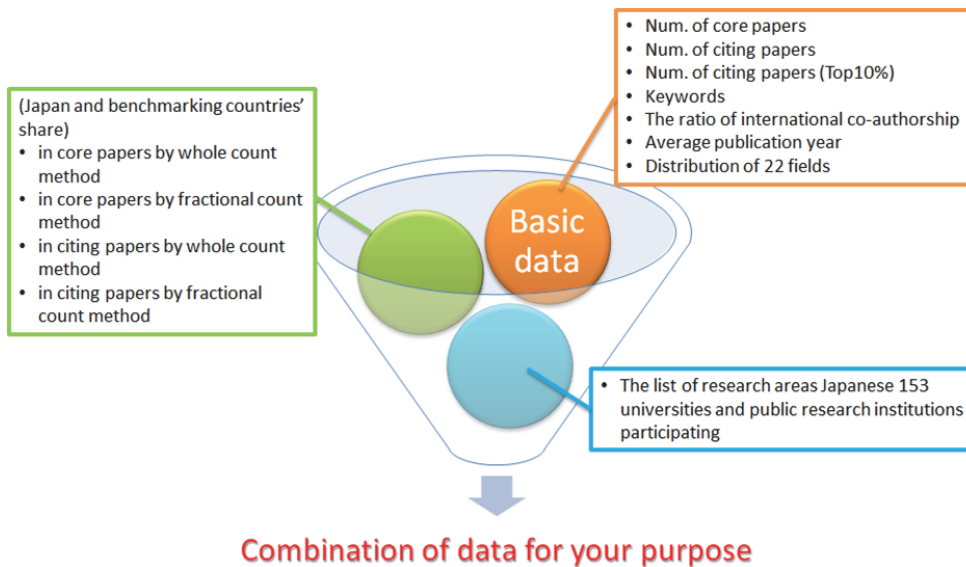 • Num. of core papers
• Num. of citing papers
• Num. of citing papers (Top10%)
• Keywords
• The ratio of international co-authorship
• Average publication year
• Distribution of 22 fields
(Japan and benchmarking countries'
share)
• in core papers by whole count
method
• in core papers by fractional count
method
• in citing papers by whole count
method
• in citing papers by fractional
count method
Basic
data
• The list of research areas Japanese 153
universities and public research institutions
participating
Combination of data for your purpose